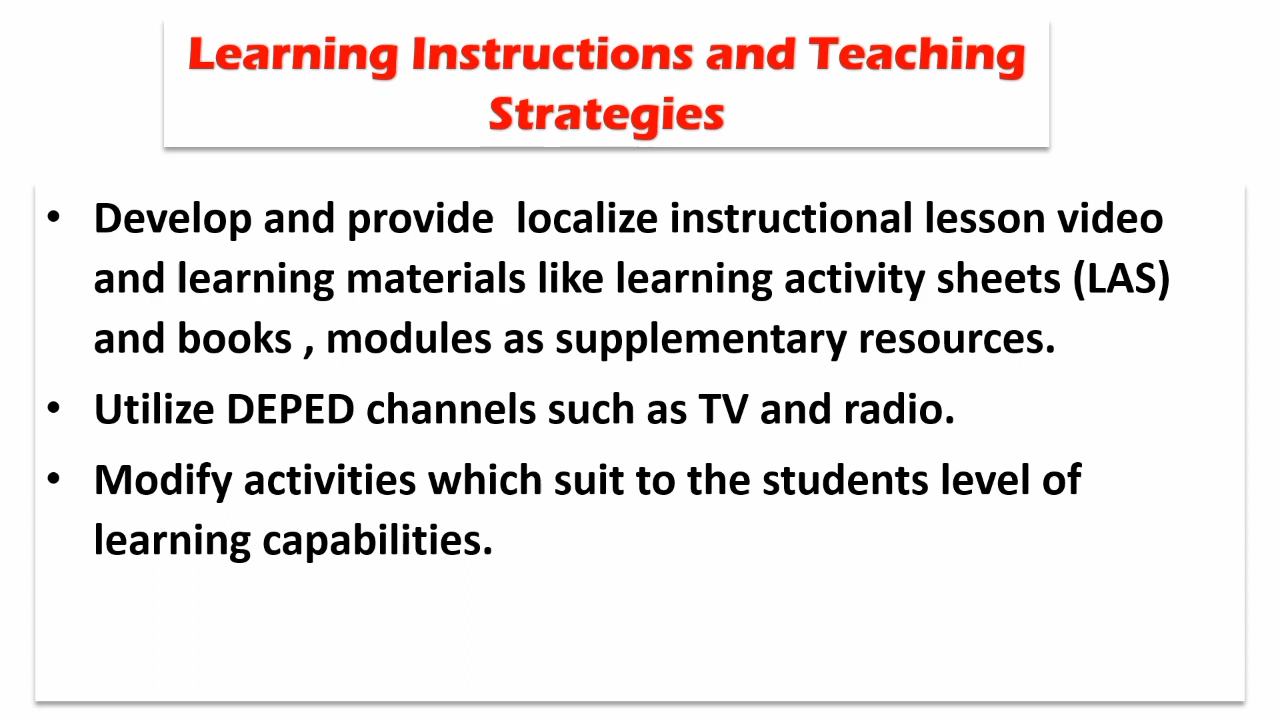 Learning Instructions and Teaching
Strategies
• Develop and provide  localize instructional lesson video
and learning materials like learning activity sheets (LAS)
and books , modules as supplementary resources.
• Utilize DEPED channels such as TV and radio.
• Modify activities which suit to the students level of
learning capabilities.